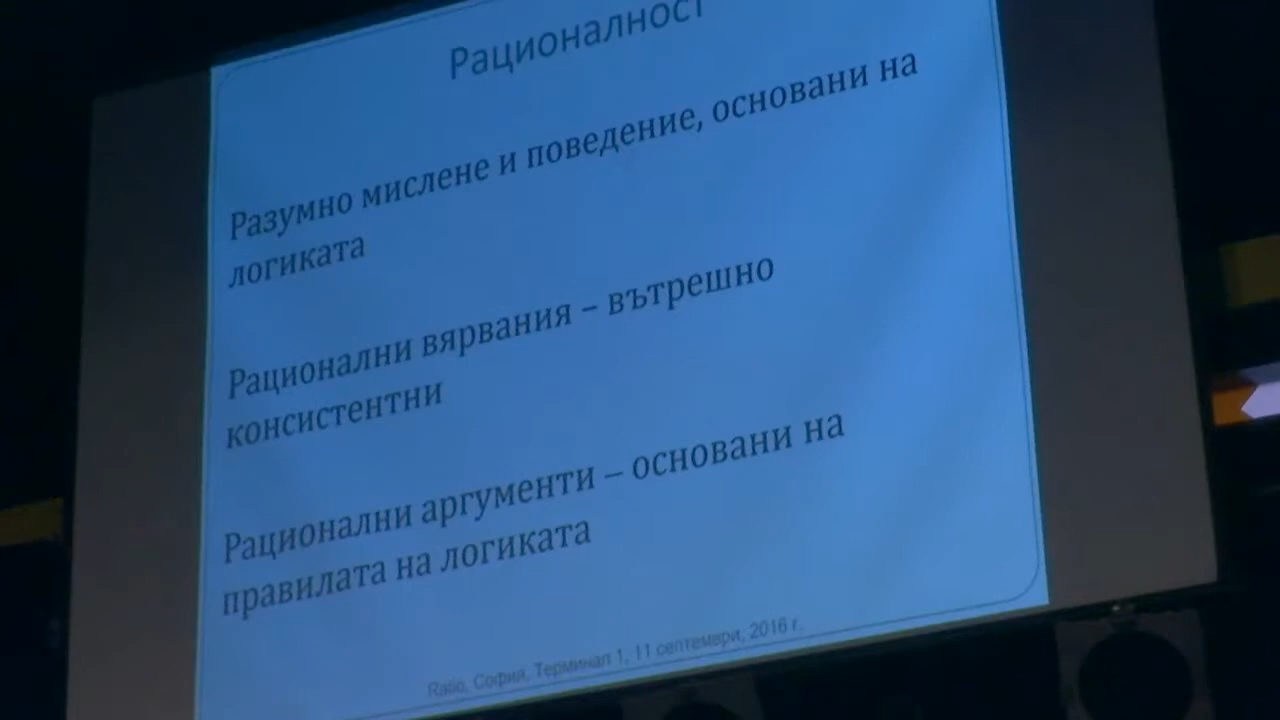 Рационалност
Разумно мислене и поведение, основани на
логиката
Рационални вярвания – вътрешно
консистентни
Рационални аргументи – основани на
правилата на логиката
Ratio, София, Терминал 1, 11 септември, 2016 г.